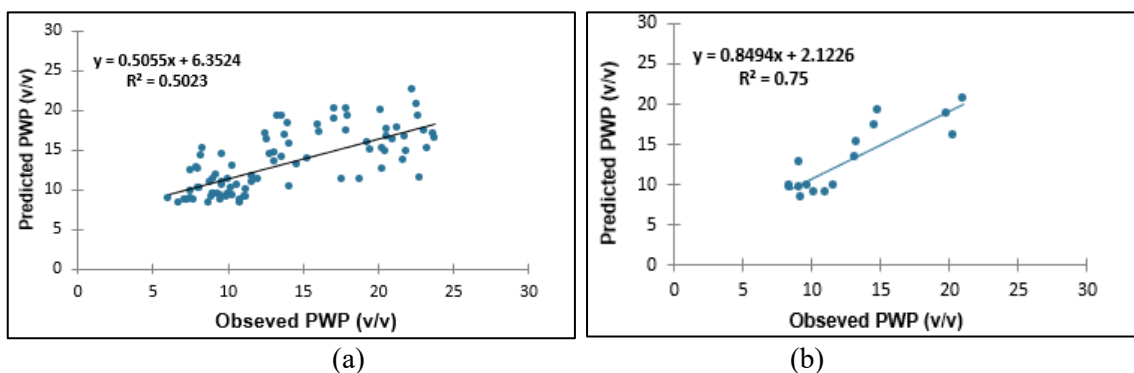 30
25
20
15
10
5
0
Predicted PWP (v/v)
y = 0.5055x + 6.3524
R² = 0.5023
0 5 10 15 20 25 30
Obseved PWP (v/v)
(a)
30
25
20
15
10
5
0
Predicted PWP (v/v)
y = 0.8494x + 2.1226
R² = 0.75
0 5 10 15 20 25 30
Obseved PWP (v/v)
(b)